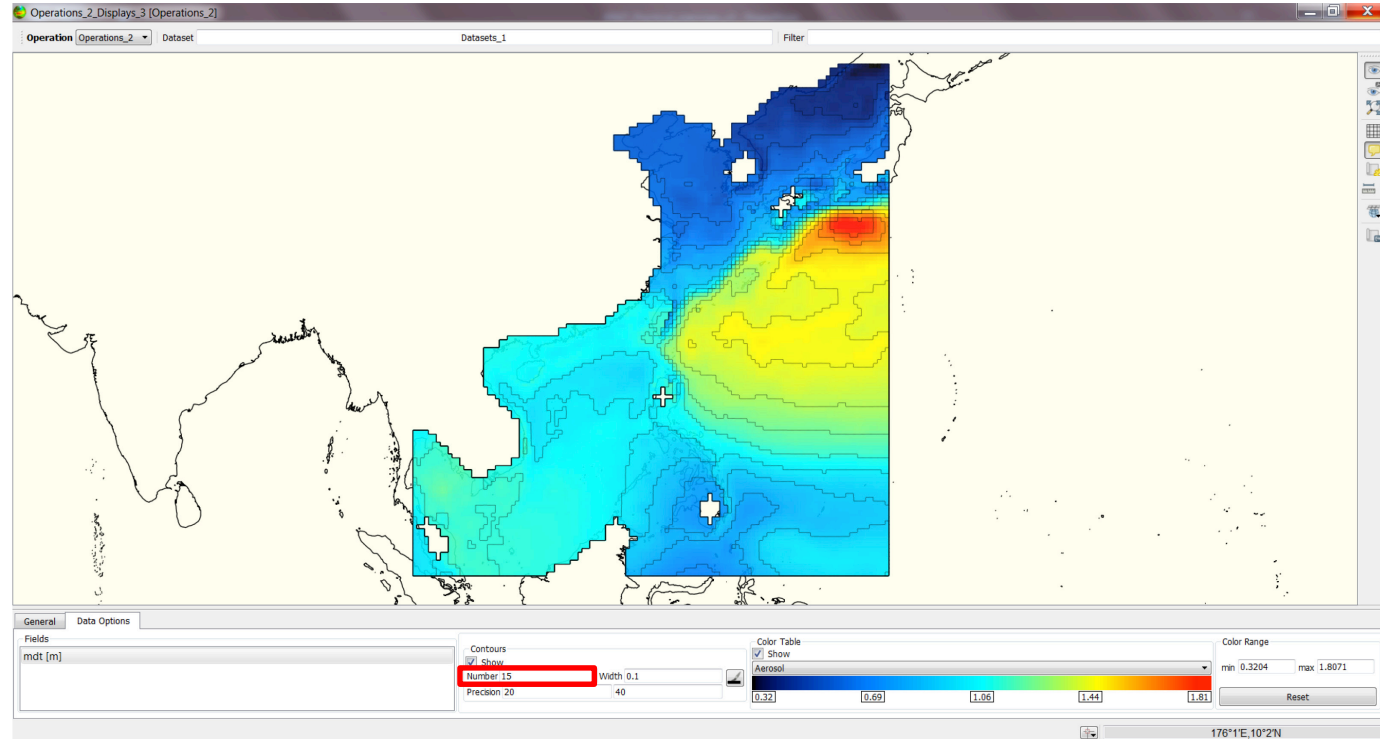 Operations_2_Displays_3 [Operations_2]
Operation Operations_2 Dataset Datasets_1 Filter
General Data Options
Fields
mdt [m]
Contours
Show
Number 15 Width 0.1
Precision 20 40
Color Table
Show
Aerosol
0.32 0.69 1.06 1.44 1.81
Color Range
min 0.3204 max 1.8071
Reset
176°1'E,10°2'N